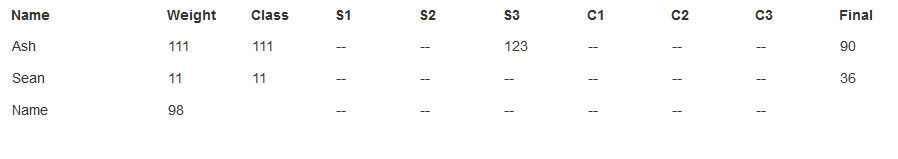 Name Weight Class S1 S2 S3 C1 C2 C3 Final
Ash 111 111 -- -- 123 -- -- -- 90
Sean 11 11 -- -- -- -- -- -- 36
Name 98 -- -- -- -- -- --